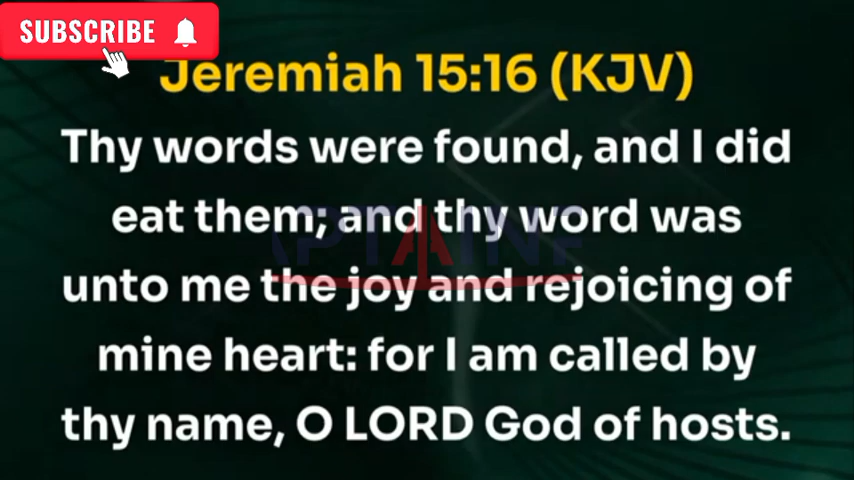 SUBSCRIBE
Jeremiah 15:16 (KJV)
Thy words were found, and I did
eat them; and thy word was
unto me the joy and rejoicing of
mine heart: for I am called by
thy name, O LORD God of hosts.